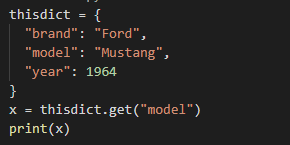 thisdict = {
  "brand": "Ford",
  "model": "Mustang",
  "year": 1964
}
x = thisdict.get("model")
print(x)